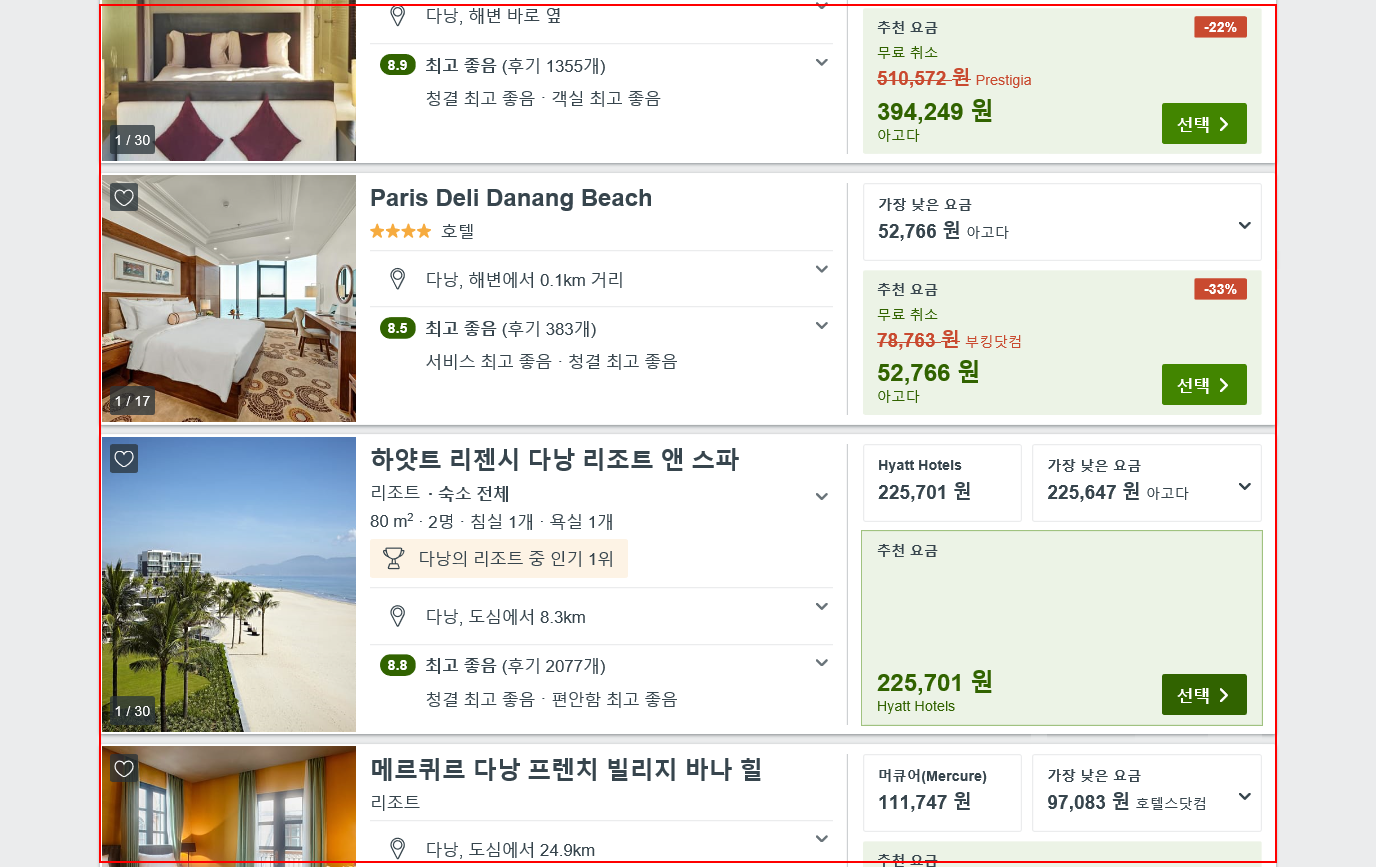 다낭, 해변 바로 옆
8.9 최고 좋음 (후기 1355개)
청결 최고 좋음 · 객실 최고 좋음
1 / 30
추천 요금
-22%
무료 취소
510,572 원 Prestigia
394,249 원
아고다
선택
Paris Deli Danang Beach
호텔
다낭, 해변에서 0.1km 거리
8.5 최고 좋음 (후기 383개)
서비스 최고 좋음 · 청결 최고 좋음
1 / 17
가장 낮은 요금
52,766 원 아고다
추천 요금
-33%
무료 취소
78,763 원 부킹닷컴
52,766 원
아고다
선택
하얏트 리젠시 다낭 리조트 앤 스파
리조트 · 숙소 전체
80 m² · 2명 · 침실 1개 · 욕실 1개
다낭의 리조트 중 인기 1위
다낭, 도심에서 8.3km
8.8 최고 좋음 (후기 2077개)
청결 최고 좋음 · 편안함 최고 좋음
1 / 30
Hyatt Hotels
225,701 원
가장 낮은 요금
225,647 원 아고다
추천 요금
225,701 원
Hyatt Hotels
선택
메르퀴르 다낭 프렌치 빌리지 바나 힐
리조트
다낭, 도심에서 24.9km
머큐어(Mercure)
111,747 원
가장 낮은 요금
97,083 원 호텔스닷컴
추천 요금